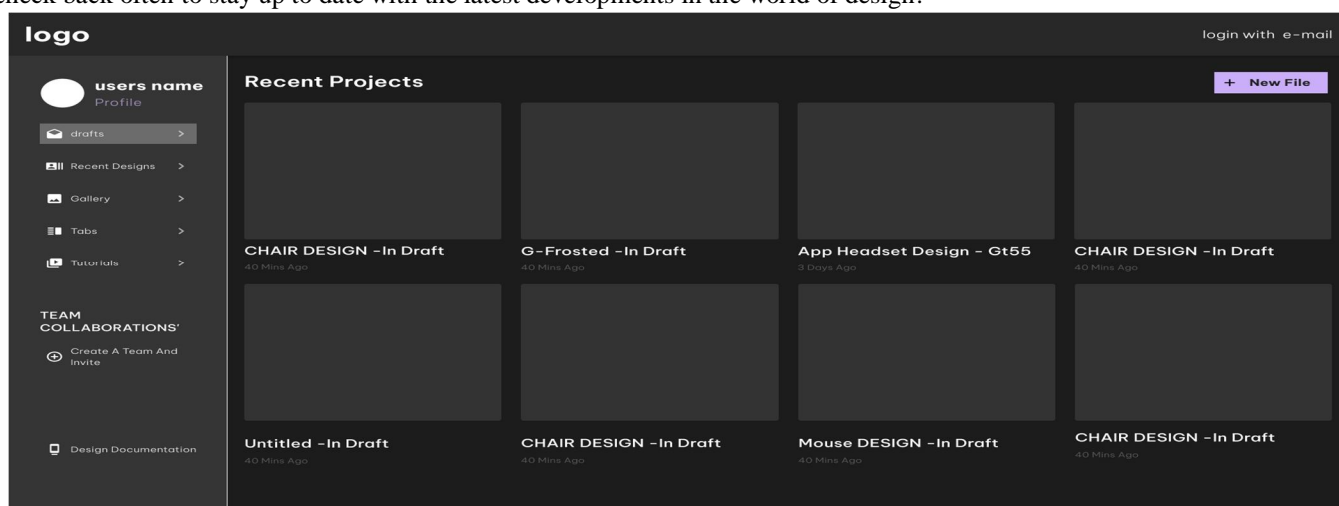 check back often to stay up to date with the latest developments in the world of design!
logo
login with e-mail
users name
Profile
drafts >
Recent Designs >
Gallery >
Tabs >
Tutorials >
TEAM
COLLABORATIONS'
Create A Team And
Invite
Design Documentation
Recent Projects
+ New File
CHAIR DESIGN -In Draft
40 Mins Ago
G-Frosted -In Draft
40 Mins Ago
App Headset Design - Gt55
3 Days Ago
CHAIR DESIGN -In Draft
40 Mins Ago
Untitled -In Draft
40 Mins Ago
CHAIR DESIGN -In Draft
40 Mins Ago
Mouse DESIGN -In Draft
40 Mins Ago
CHAIR DESIGN -In Draft
40 Mins Ago